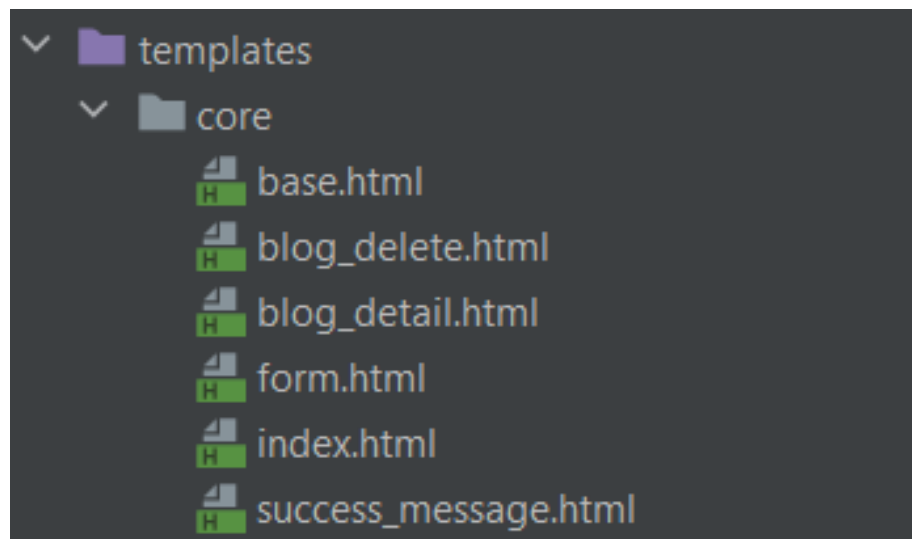 templates
core
H base.html
H blog_delete.html
H blog_detail.html
H form.html
H index.html
H success_message.html